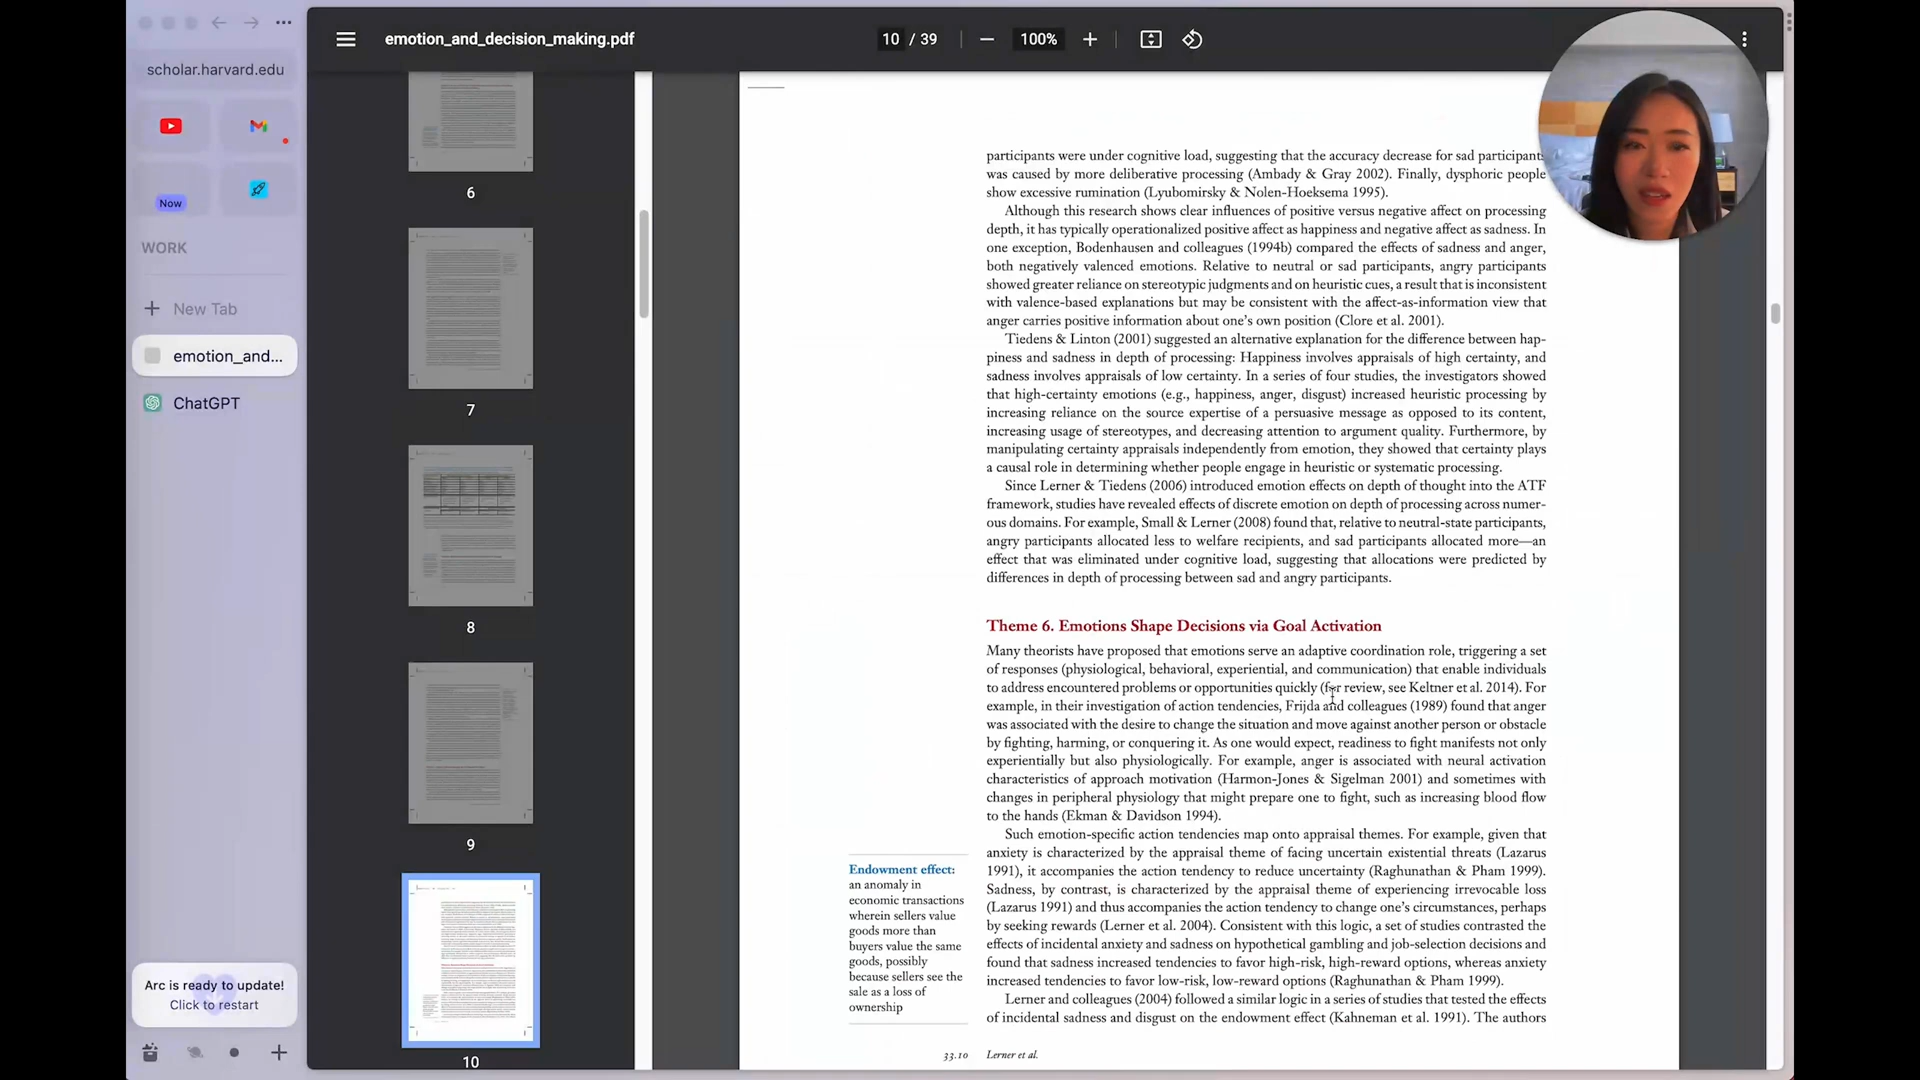 emotion_and_decision_making.pdf
10 / 39
100%
scholar.harvard.edu
Now
WORK
New Tab
emotion_and...
ChatGPT
Arc is ready to update!
Click to restart
6
7
8
9
10
participants were under cognitive load, suggesting that the accuracy decrease for sad participants
was caused by more deliberative processing (Ambady & Gray 2002). Finally, dysphoric people
show excessive rumination (Lyubomirsky & Nolen-Hoeksema 1995).
Although this research shows clear influences of positive versus negative affect on processing
depth, it has typically operationalized positive affect as happiness and negative affect as sadness. In
one exception, Bodenhausen and colleagues (1994b) compared the effects of sadness and anger,
both negatively valenced emotions. Relative to neutral or sad participants, angry participants
showed greater reliance on stereotypic judgments and on heuristic cues, a result that is inconsistent
with valence-based explanations but may be consistent with the affect-as-information view that
anger carries positive information about one's own position (Clore et al. 2001).
Tiedens & Linton (2001) suggested an alternative explanation for the difference between hap-
piness and sadness in depth of processing: Happiness involves appraisals of high certainty, and
sadness involves appraisals of low certainty. In a series of four studies, the investigators showed
that high-certainty emotions (e.g., happiness, anger, disgust) increased heuristic processing by
increasing reliance on the source expertise of a persuasive message as opposed to its content,
increasing usage of stereotypes, and decreasing attention to argument quality. Furthermore, by
manipulating certainty appraisals independently from emotion, they showed that certainty plays
a causal role in determining whether people engage in heuristic or systematic processing.
Since Lerner & Tiedens (2006) introduced emotion effects on depth of thought into the ATF
framework, studies have revealed effects of discrete emotion on depth of processing across numer-
ous domains. For example, Small & Lerner (2008) found that, relative to neutral-state participants,
angry participants allocated less to welfare recipients, and sad participants allocated more—an
effect that was eliminated under cognitive load, suggesting that allocations were predicted by
differences in depth of processing between sad and angry participants.
Theme 6. Emotions Shape Decisions via Goal Activation
Many theorists have proposed that emotions serve an adaptive coordination role, triggering a set
of responses (physiological, behavioral, experiential, and communication) that enable individuals
to address encountered problems or opportunities quickly (for review, see Keltner et al. 2014). For
example, in their investigation of action tendencies, Frijda and colleagues (1989) found that anger
was associated with the desire to change the situation and move against another person or obstacle
by fighting, harming, or conquering it. As one would expect, readiness to fight manifests not only
experientially but also physiologically. For example, anger is associated with neural activation
characteristics of approach motivation (Harmon-Jones & Sigelman 2001) and sometimes with
changes in peripheral physiology that might prepare one to fight, such as increasing blood flow
to the hands (Ekman & Davidson 1994).
Such emotion-specific action tendencies map onto appraisal themes. For example, given that
anxiety is characterized by the appraisal theme of facing uncertain existential threats (Lazarus
1991), it accompanies the action tendency to reduce uncertainty (Raghunathan & Pham 1999).
Sadness, by contrast, is characterized by the appraisal theme of experiencing irrevocable loss
(Lazarus 1991) and thus accompanies the action tendency to change one's circumstances, perhaps
by seeking rewards (Lerner et al. 2004). Consistent with this logic, a set of studies contrasted the
effects of incidental anxiety and sadness on hypothetical gambling and job-selection decisions and
found that sadness increased tendencies to favor high-risk, high-reward options, whereas anxiety
increased tendencies to favor low-risk, low-reward options (Raghunathan & Pham 1999).
Lerner and colleagues (2004) followed a similar logic in a series of studies that tested the effects
of incidental sadness and disgust on the endowment effect (Kahneman et al. 1991). The authors
Endowment effect:
an anomaly in
economic transactions
wherein sellers value
goods more than
buyers value the same
goods, possibly
because sellers see the
sale as a loss of
ownership
33.10 Lerner et al.